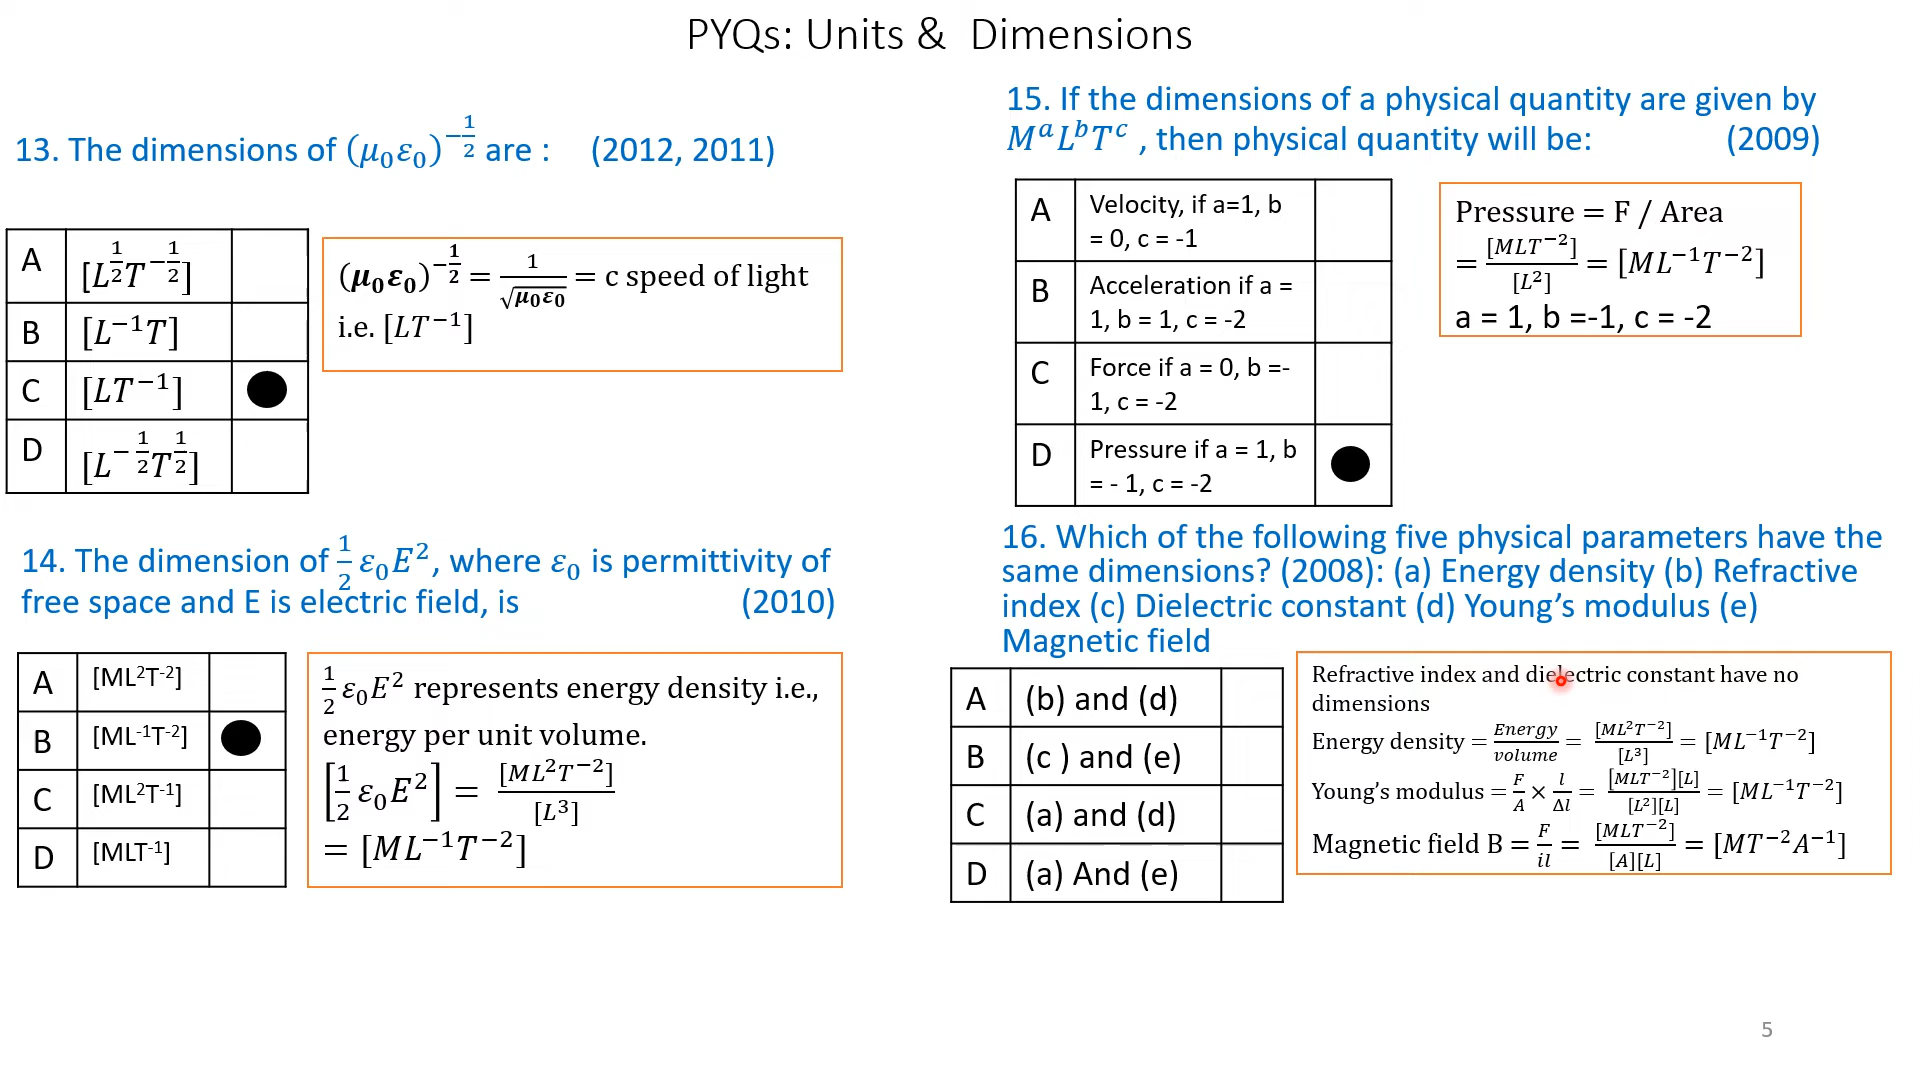 PYQs: Units & Dimensions
13. The dimensions of (μ₀ε₀)^(-1/2) are : (2012, 2011)
A [L^(1/2)T^(-1/2)]
B [L⁻¹T]
C [LT⁻¹]
D [L^(-1/2)T^(1/2)]
(μ₀ε₀)^(-1/2) = 1/√(μ₀ε₀) = c speed of light
i.e. [LT⁻¹]
14. The dimension of 1/2 ε₀E², where ε₀ is permittivity of
free space and E is electric field, is (2010)
A [ML²T⁻²]
B [ML⁻¹T⁻²]
C [ML²T⁻¹]
D [MLT⁻¹]
1/2 ε₀E² represents energy density i.e.,
energy per unit volume.
[1/2 ε₀E²] = [ML²T⁻²]/[L³]
= [ML⁻¹T⁻²]
15. If the dimensions of a physical quantity are given by
MᵃLᵇTᶜ , then physical quantity will be: (2009)
A Velocity, if a=1, b
= 0, c = -1
B Acceleration if a =
1, b = 1, c = -2
C Force if a = 0, b =-
1, c = -2
D Pressure if a = 1, b
= - 1, c = -2
Pressure = F / Area
= [MLT⁻²]/[L²] = [ML⁻¹T⁻²]
a = 1, b =-1, c = -2
16. Which of the following five physical parameters have the
same dimensions? (2008): (a) Energy density (b) Refractive
index (c) Dielectric constant (d) Young’s modulus (e)
Magnetic field
A (b) and (d)
B (c ) and (e)
C (a) and (d)
D (a) And (e)
Refractive index and dielectric constant have no
dimensions
Energy density = Energy/volume = [ML²T⁻²]/[L³] = [ML⁻¹T⁻²]
Young’s modulus = F/A × l/Δl = [MLT⁻²][L]/[L²][L] = [ML⁻¹T⁻²]
Magnetic field B = F/il = [MLT⁻²]/[A][L] = [MT⁻²A⁻¹]
5